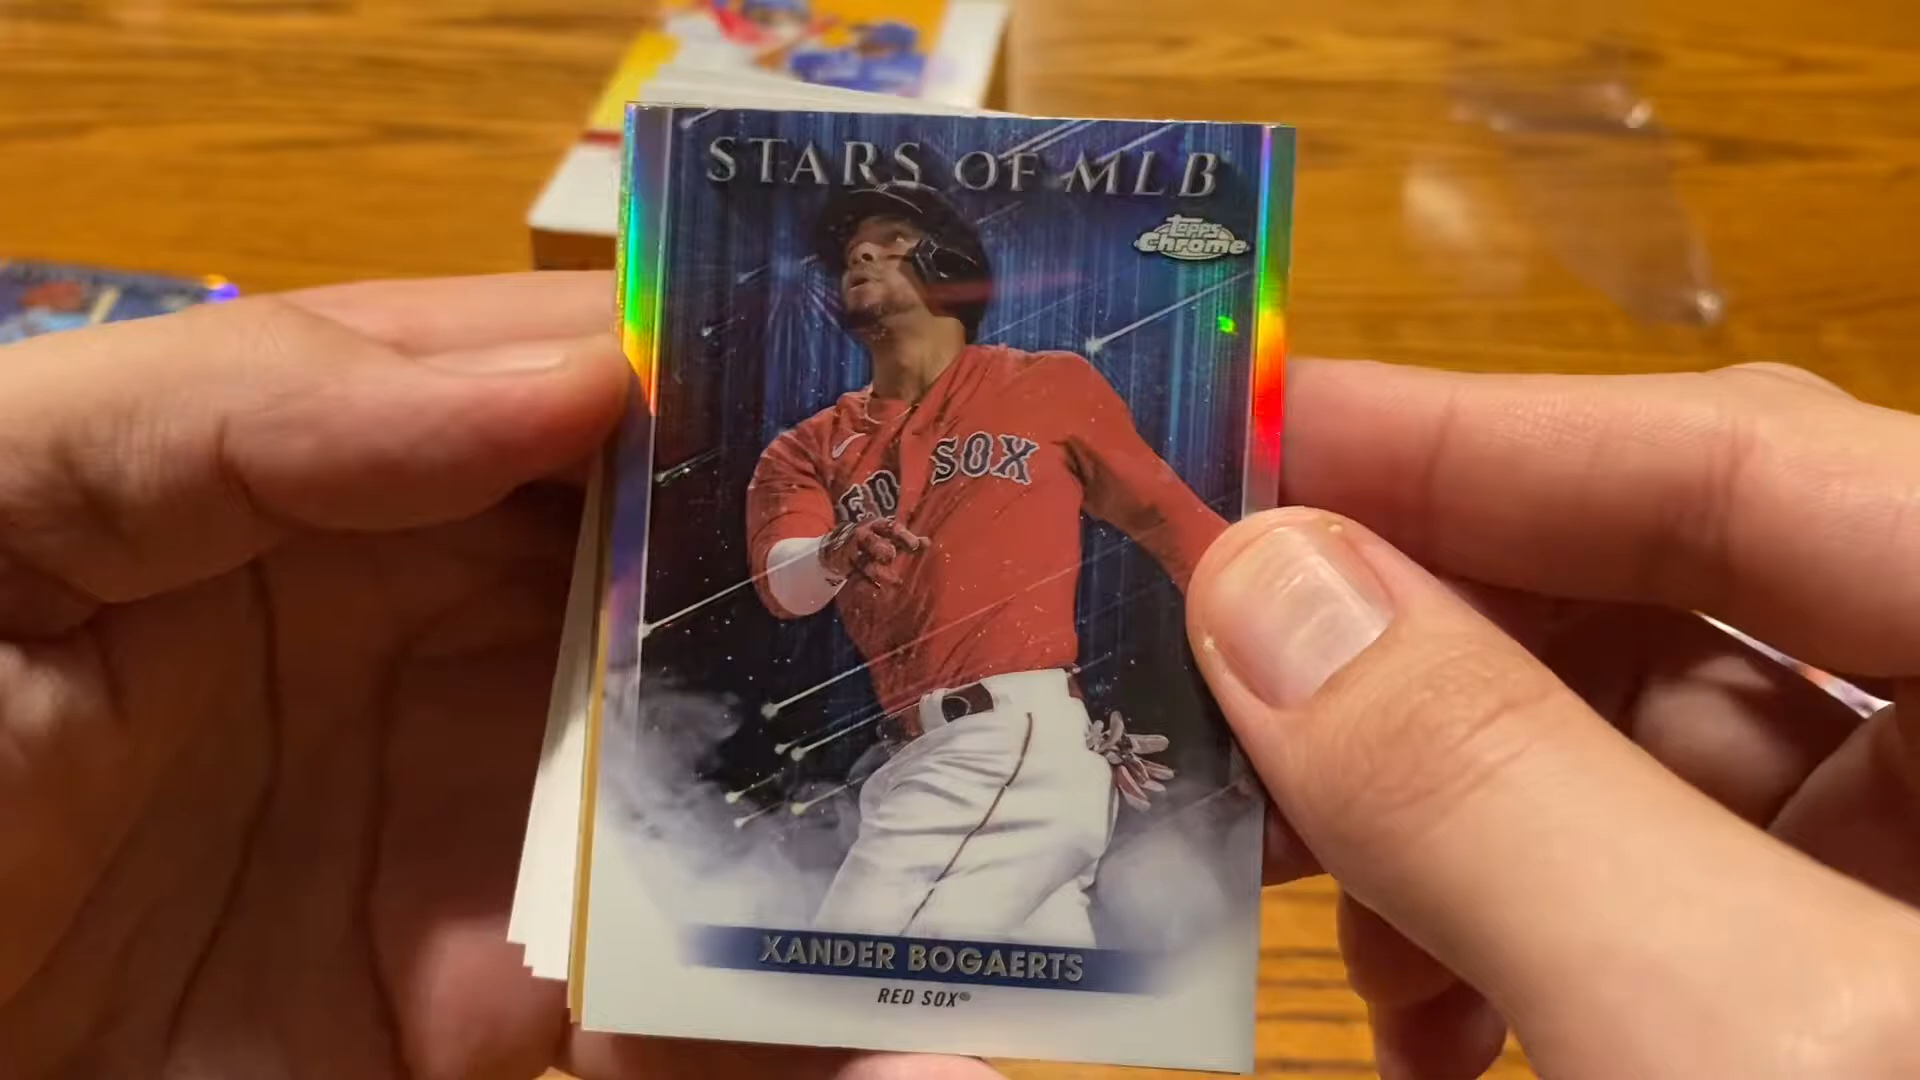 STARS OF MLB
Topps
Chrome
RED SOX
XANDER BOGAERTS
RED SOX®